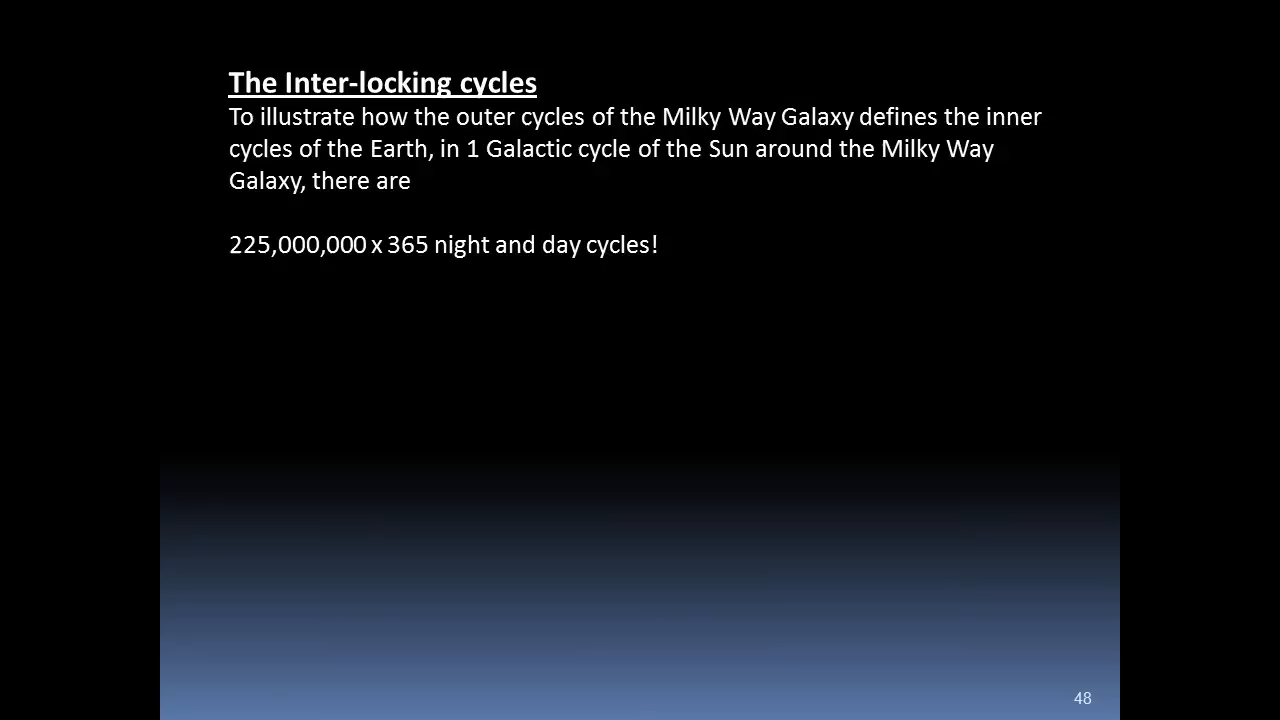 The Inter-locking cycles
To illustrate how the outer cycles of the Milky Way Galaxy defines the inner
cycles of the Earth, in 1 Galactic cycle of the Sun around the Milky Way
Galaxy, there are
225,000,000 x 365 night and day cycles!
48